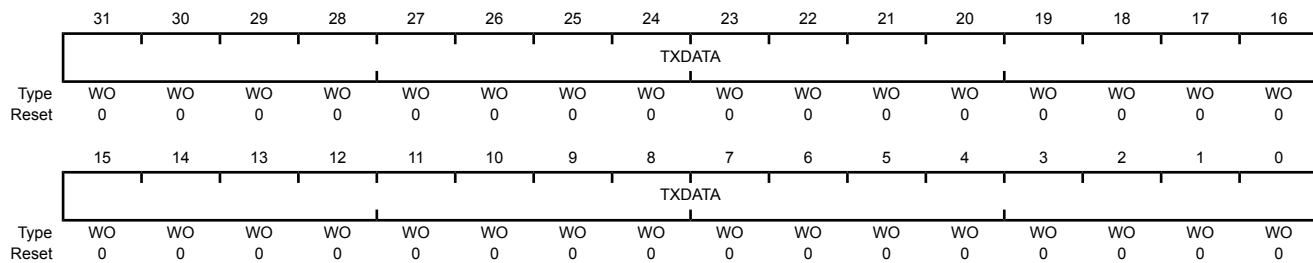 31 30 29 28 27 26 25 24 23 22 21 20 19 18 17 16
TXDATA
Type WO WO WO WO WO WO WO WO WO WO WO WO WO WO WO WO
Reset 0 0 0 0 0 0 0 0 0 0 0 0 0 0 0 0
15 14 13 12 11 10 9 8 7 6 5 4 3 2 1 0
TXDATA
Type WO WO WO WO WO WO WO WO WO WO WO WO WO WO WO WO
Reset 0 0 0 0 0 0 0 0 0 0 0 0 0 0 0 0